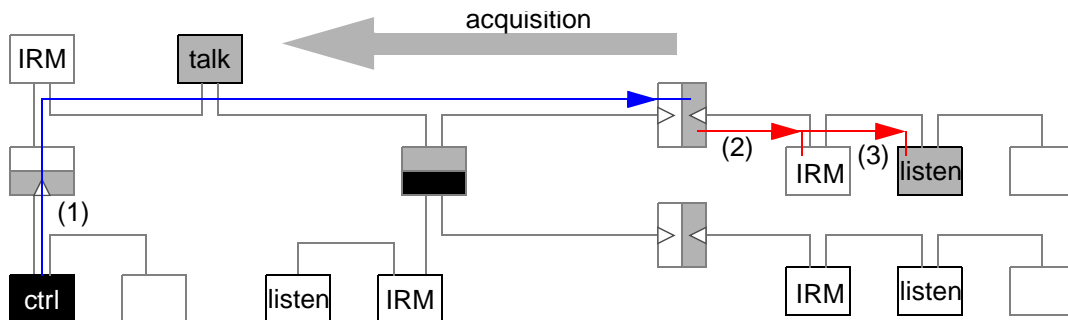 acquisition
IRM
talk
(2)
(3)
IRM
listen
(1)
ctrl
listen
IRM
IRM
listen